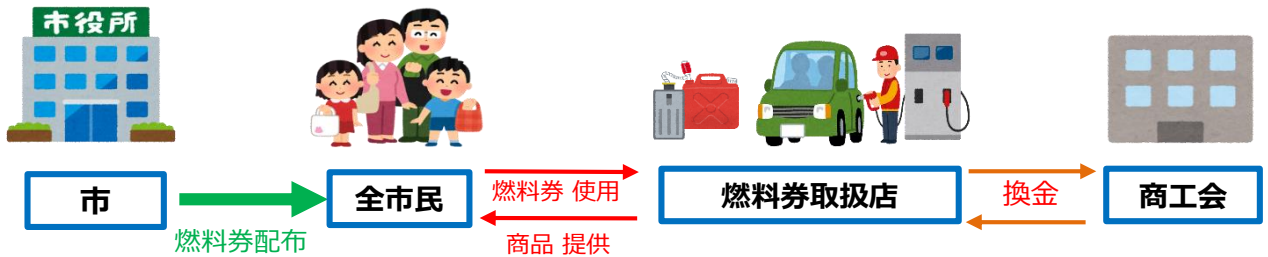 市役所
市
燃料券配布
全市民
燃料券 使用
商品 提供
燃料券取扱店
換金
商工会